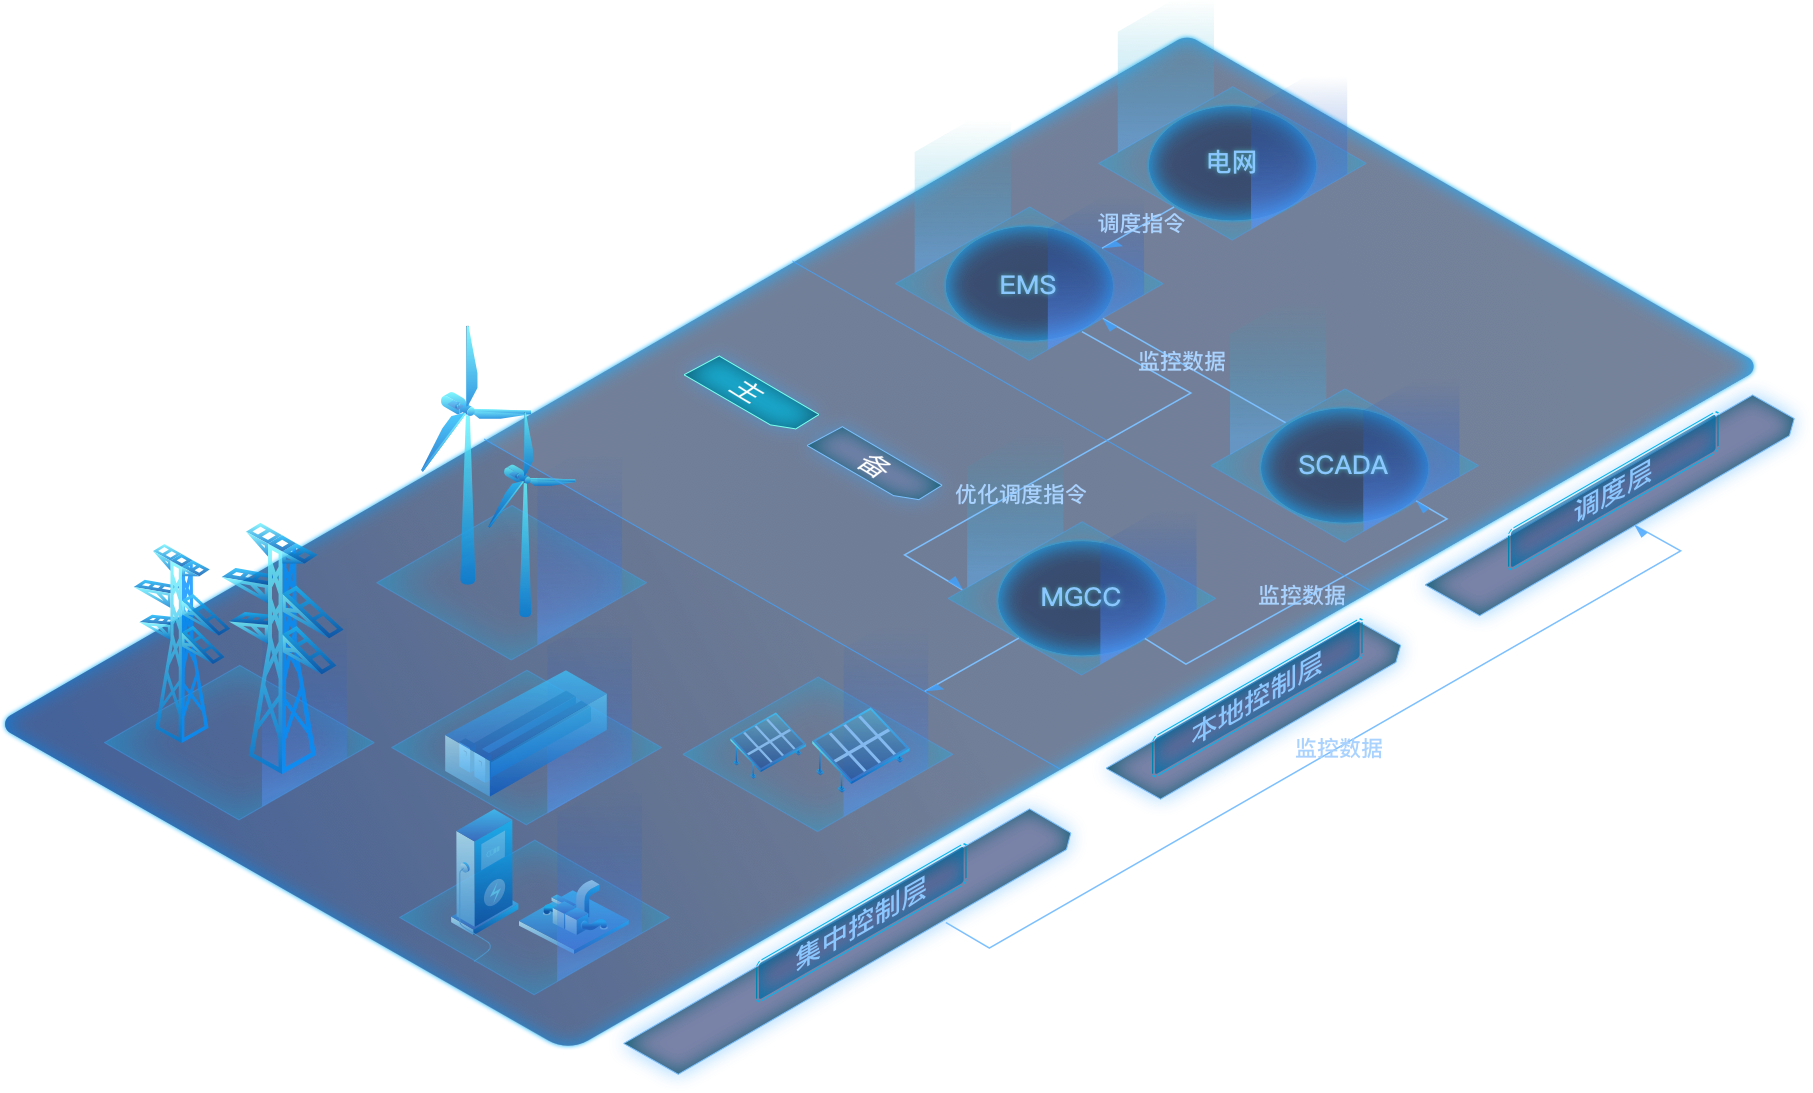 电网
调度指令
EMS
监控数据
主
备
SCADA
调度层
优化调度指令
MGCC
监控数据
本地控制层
监控数据
集中控制层